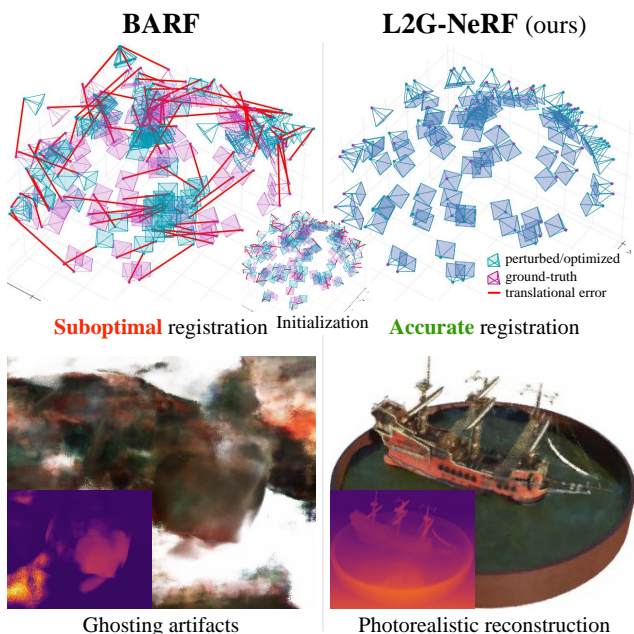 BARF
L2G-NeRF (ours)
perturbed/optimized
ground-truth
translational error
Suboptimal registration
Initialization
Accurate registration
Ghosting artifacts
Photorealistic reconstruction